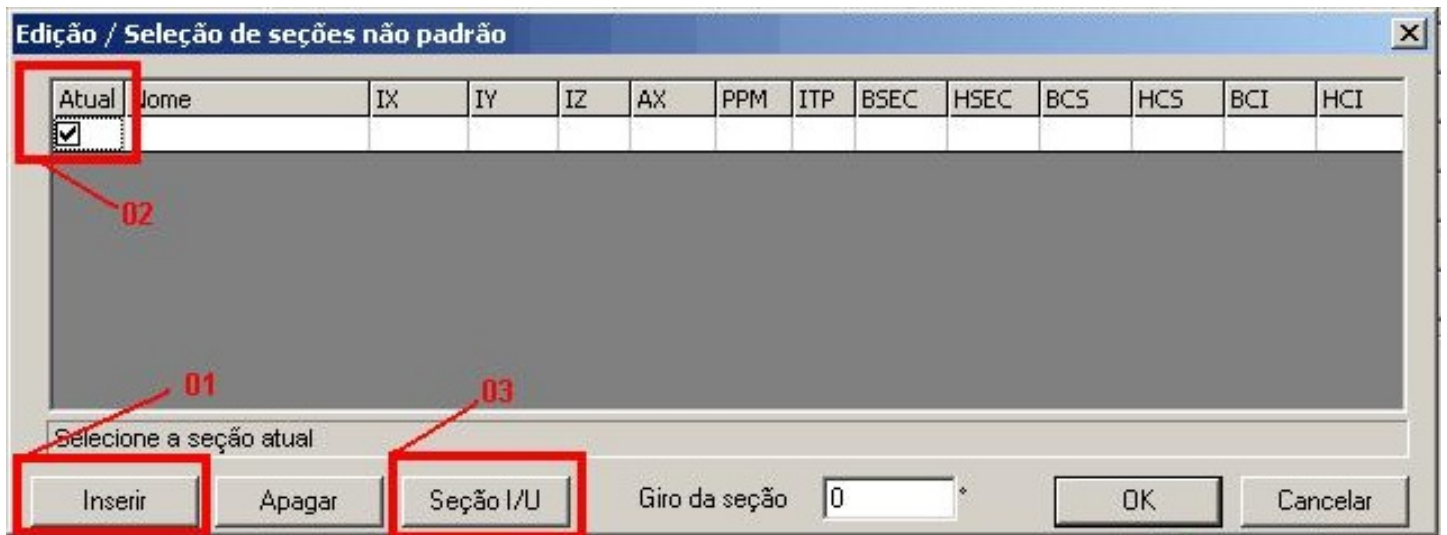 Edição / Seleção de seções não padrão
Atual Nome IX IY IZ AX PPM ITP BSEC HSEC BCS HCS BCI HCI
02
01 03
Selecione a seção atual
Inserir Apagar Seção I/U Giro da seção 0 ° OK Cancelar